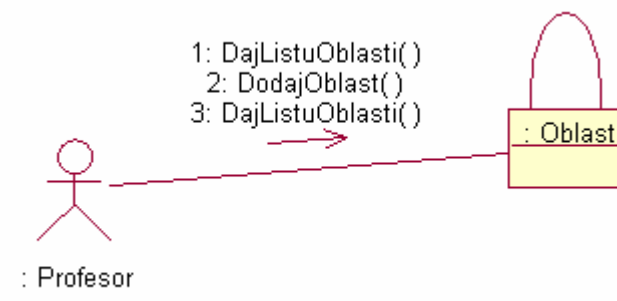 1: DajListuOblasti( )
2: DodajOblast( )
3: DajListuOblasti( )
: Oblast
: Profesor